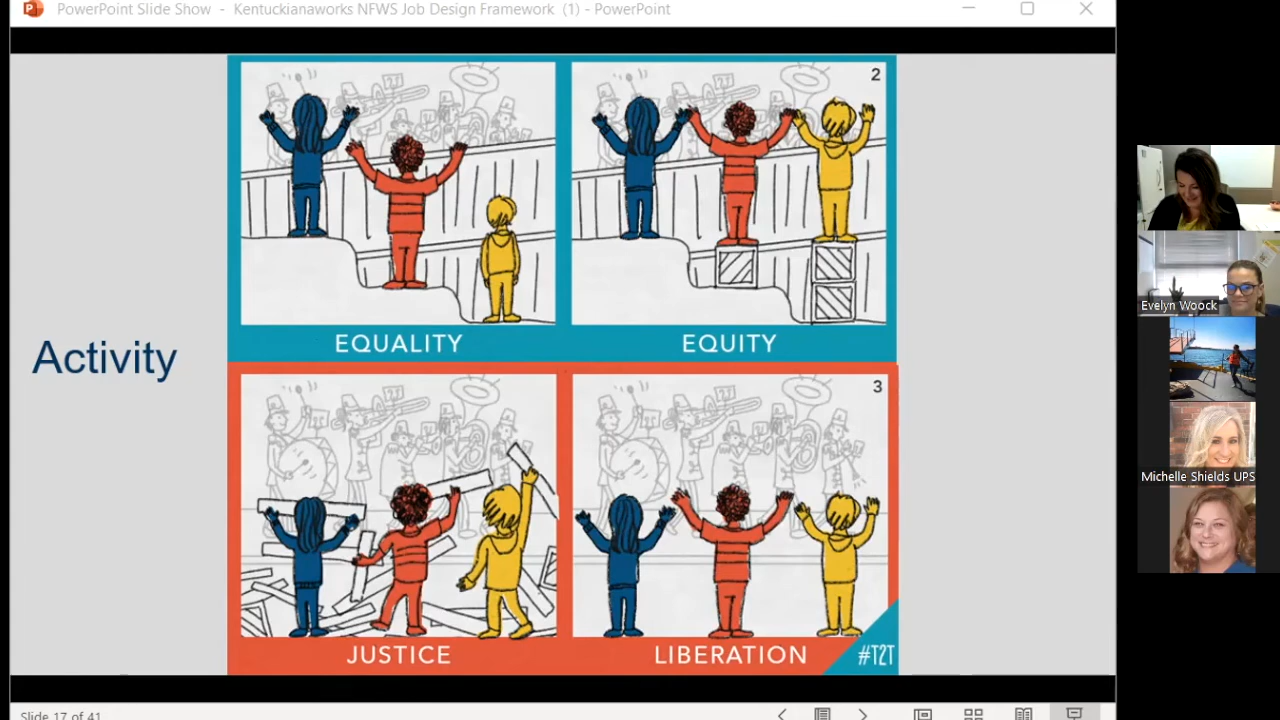 PowerPoint Slide Show - Kentuckianaworks NFWS Job Design Framework (1) - PowerPoint
2
EQUALITY
EQUITY
Activity
3
JUSTICE
LIBERATION
#T2T
Evelyn Woock
Michelle Shields UPS
Slide 17 of 41